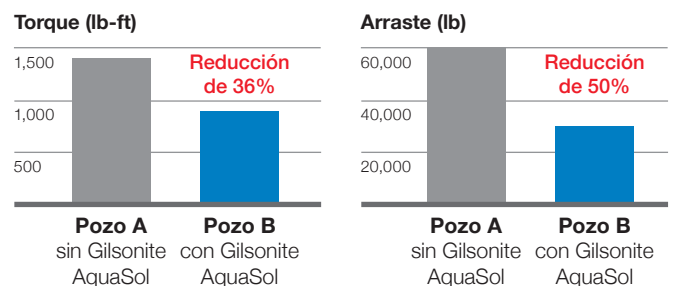 Torque (lb-ft)
1,500
1,000
500
Reducción
de 36%
Pozo A
sin Gilsonite
AquaSol
Pozo B
con Gilsonite
AquaSol
Arraste (lb)
60,000
40,000
20,000
Reducción
de 50%
Pozo A
sin Gilsonite
AquaSol
Pozo B
con Gilsonite
AquaSol